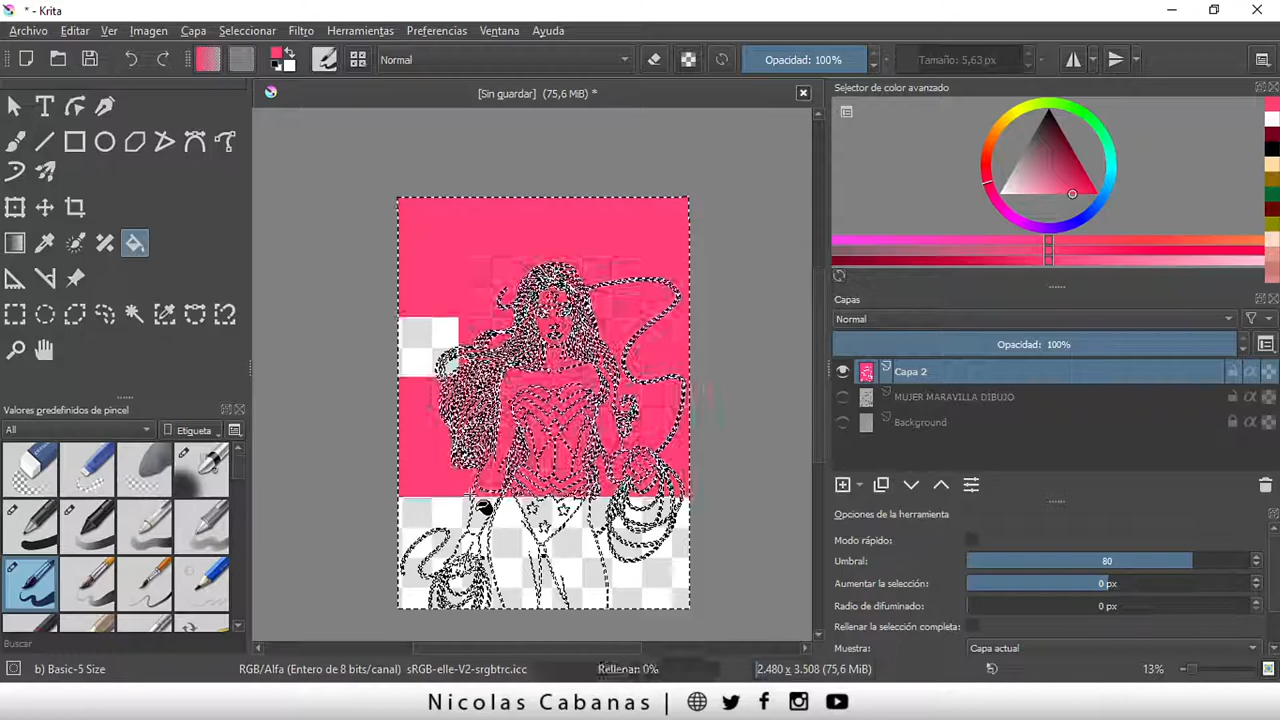 * - Krita
Archivo Editar Ver Imagen Capa Seleccionar Filtro Herramientas Preferencias Ventana Ayuda
Normal Opacidad: 100% Tamaño: 5,63 px
[Sin guardar] (75,6 MiB) *
Selector de color avanzado
Capas
Normal
Opacidad: 100%
Capa 2
MUJER MARAVILLA DIBUJO
Background
Valores predefinidos de pincel
All Etiqueta
Opciones de la herramienta
Modo rápido:
Umbral: 80
Aumentar la selección: 0 px
Radio de difuminado: 0 px
Rellenar la selección completa:
Muestra: Capa actual
Buscar
b) Basic-5 Size RGB/Alfa (Entero de 8 bits/canal) sRGB-elle-V2-srgbtrc.icc Rellenar: 0% 2.480 x 3.508 (75,6 MiB) 13%
Nicolas Cabanas |